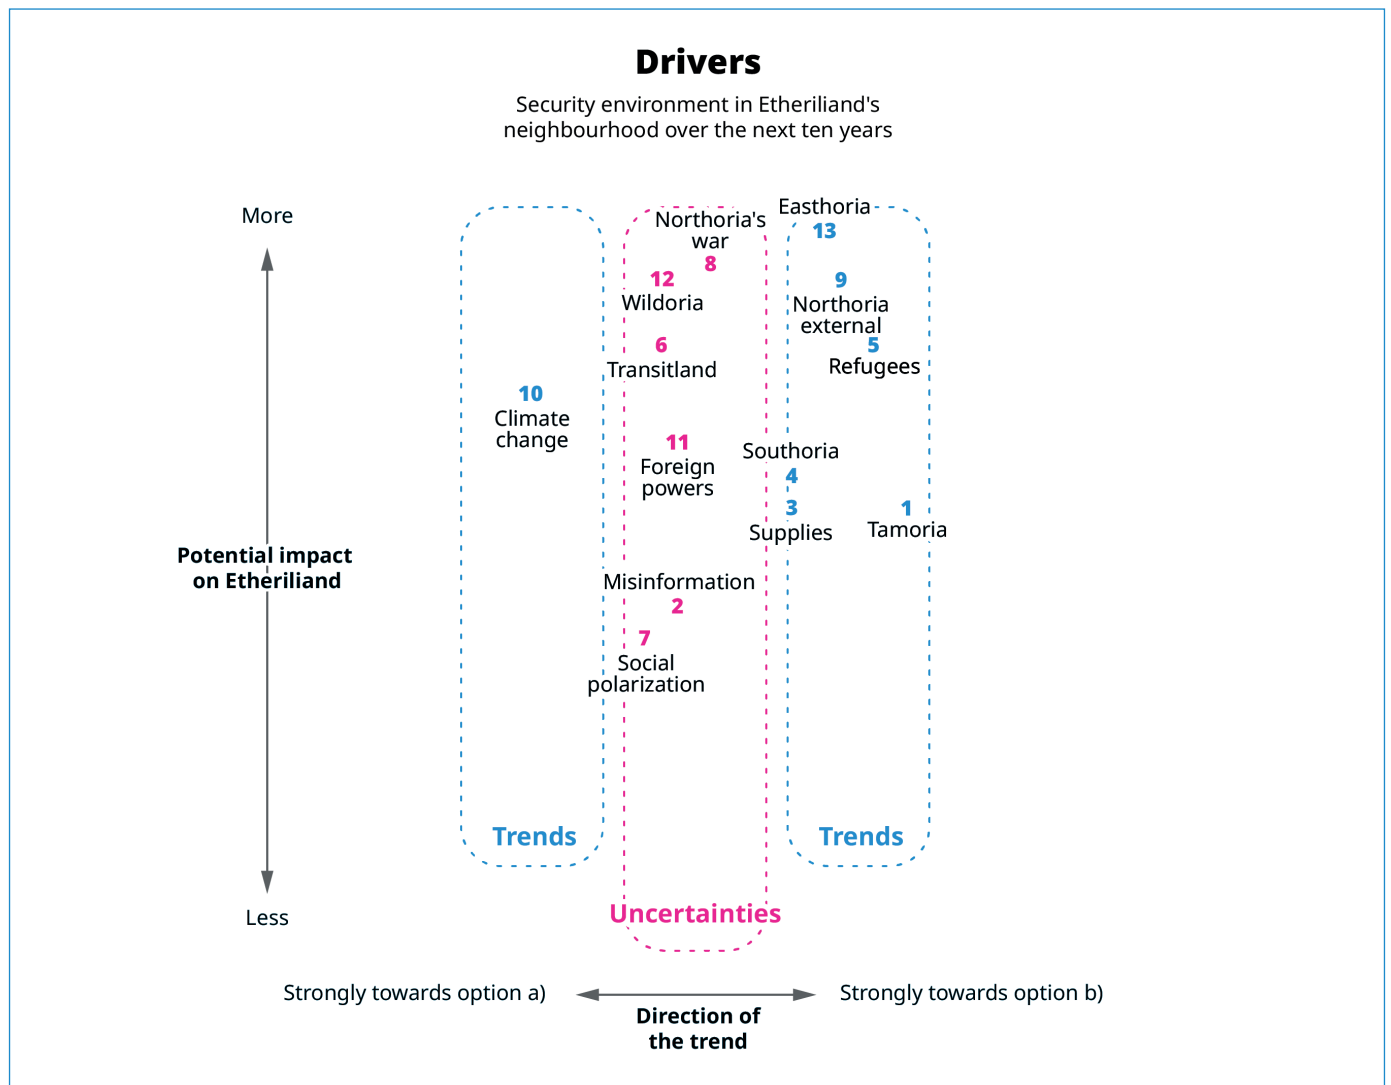 Drivers
Security environment in Etheriliand's
neighbourhood over the next ten years
More
Easthoria
13
Northoria's
war
8
12
Wildoria
9
Northoria
external
6
Transitland
5
Refugees
10
Climate
change
11
Foreign
powers
Southoria
4
3
Supplies
1
Tamoria
Potential impact
on Etheriliand
Misinformation
2
7
Social
polarization
Trends
Trends
Uncertainties
Less
Strongly towards option a)
Strongly towards option b)
Direction of
the trend